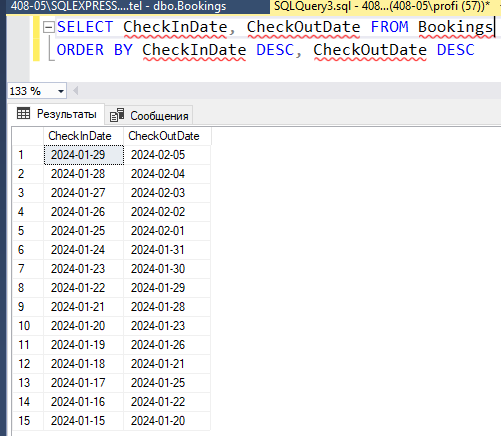 408-05\SQLEXPRESS....tel - dbo.Bookings SQLQuery3.sql - 408...(408-05\profi (57))*
SELECT CheckInDate, CheckOutDate FROM Bookings
ORDER BY CheckInDate DESC, CheckOutDate DESC
133 %
Результаты Сообщения
CheckInDate CheckOutDate
1 2024-01-29 2024-02-05
2 2024-01-28 2024-02-04
3 2024-01-27 2024-02-03
4 2024-01-26 2024-02-02
5 2024-01-25 2024-02-01
6 2024-01-24 2024-01-31
7 2024-01-23 2024-01-30
8 2024-01-22 2024-01-29
9 2024-01-21 2024-01-28
10 2024-01-20 2024-01-23
11 2024-01-19 2024-01-26
12 2024-01-18 2024-01-21
13 2024-01-17 2024-01-25
14 2024-01-16 2024-01-22
15 2024-01-15 2024-01-20